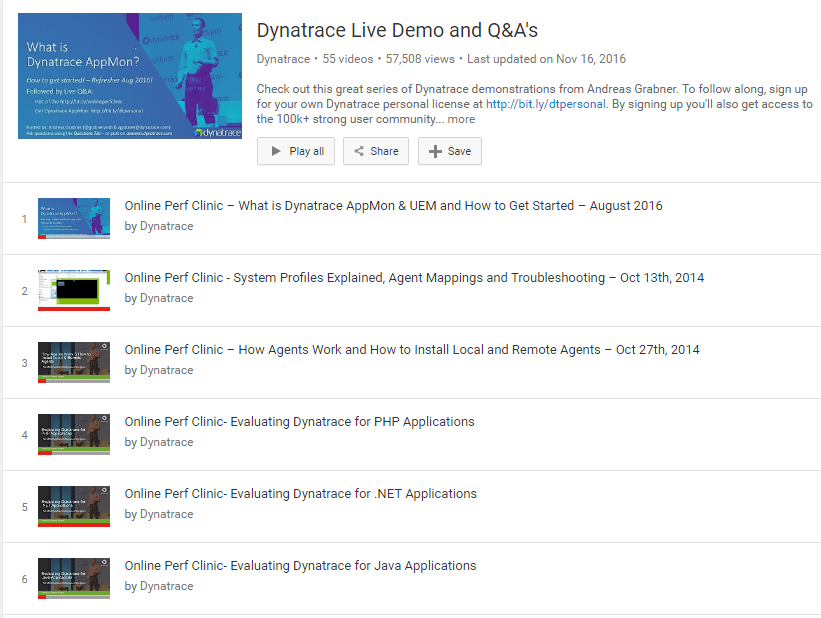 What is
Dynatrace AppMon?
How to get started! – Refresher Aug 2016!
Followed by Live Q&A:
dynatrace
Dynatrace Live Demo and Q&A's
Dynatrace • 55 videos • 57,508 views • Last updated on Nov 16, 2016
Check out this great series of Dynatrace demonstrations from Andreas Grabner. To follow along, sign up
for your own Dynatrace personal license at http://bit.ly/dtpersonal. By signing up you'll also get access to
the 100k+ strong user community... more
Play all
Share
Save
1
Online Perf Clinic – What is Dynatrace AppMon & UEM and How to Get Started – August 2016
by Dynatrace
2
Online Perf Clinic - System Profiles Explained, Agent Mappings and Troubleshooting – Oct 13th, 2014
by Dynatrace
3
Online Perf Clinic – How Agents Work and How to Install Local and Remote Agents – Oct 27th, 2014
by Dynatrace
4
Online Perf Clinic- Evaluating Dynatrace for PHP Applications
by Dynatrace
5
Online Perf Clinic- Evaluating Dynatrace for .NET Applications
by Dynatrace
6
Online Perf Clinic- Evaluating Dynatrace for Java Applications
by Dynatrace